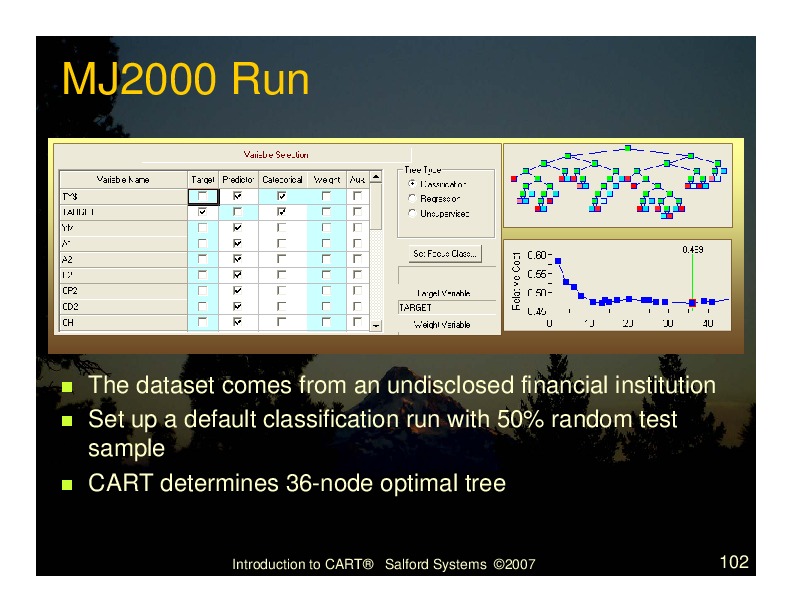 MJ2000 Run
Variable Selection
Variable Name Target Predictor Categorical Weight Aux.
TARGET
A1
A2
CP2
CD2
CH
Tree Type
Classification
Regression
Unsupervised
Set Focus Class...
Target Variable
TARGET
Weight Variable
0.499
Relative Cost
0.60
0.55
0.50
0.45
0 10 20 30 40
The dataset comes from an undisclosed financial institution
Set up a default classification run with 50% random test
sample
CART determines 36-node optimal tree
Introduction to CART® Salford Systems ©2007
102